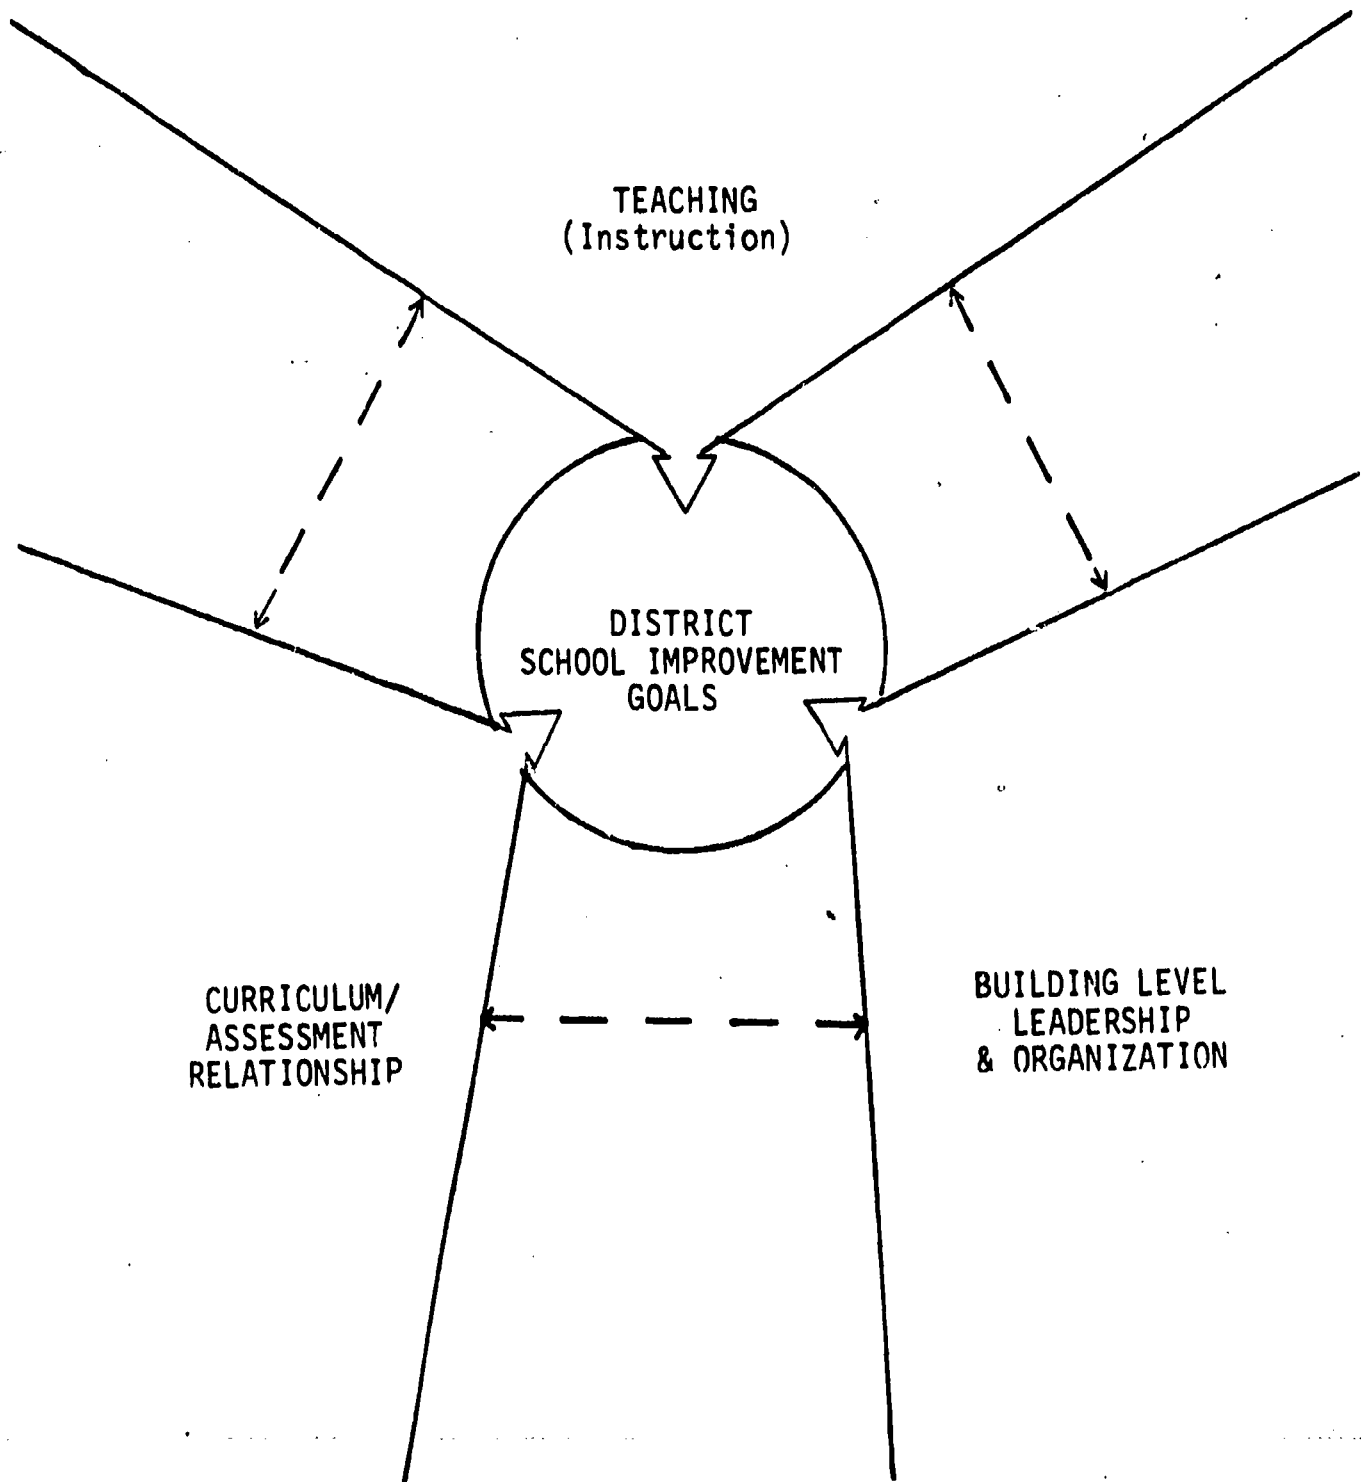 TEACHING
(Instruction)
DISTRICT
SCHOOL IMPROVEMENT
GOALS
CURRICULUM/
ASSESSMENT
RELATIONSHIP
BUILDING LEVEL
LEADERSHIP
& ORGANIZATION